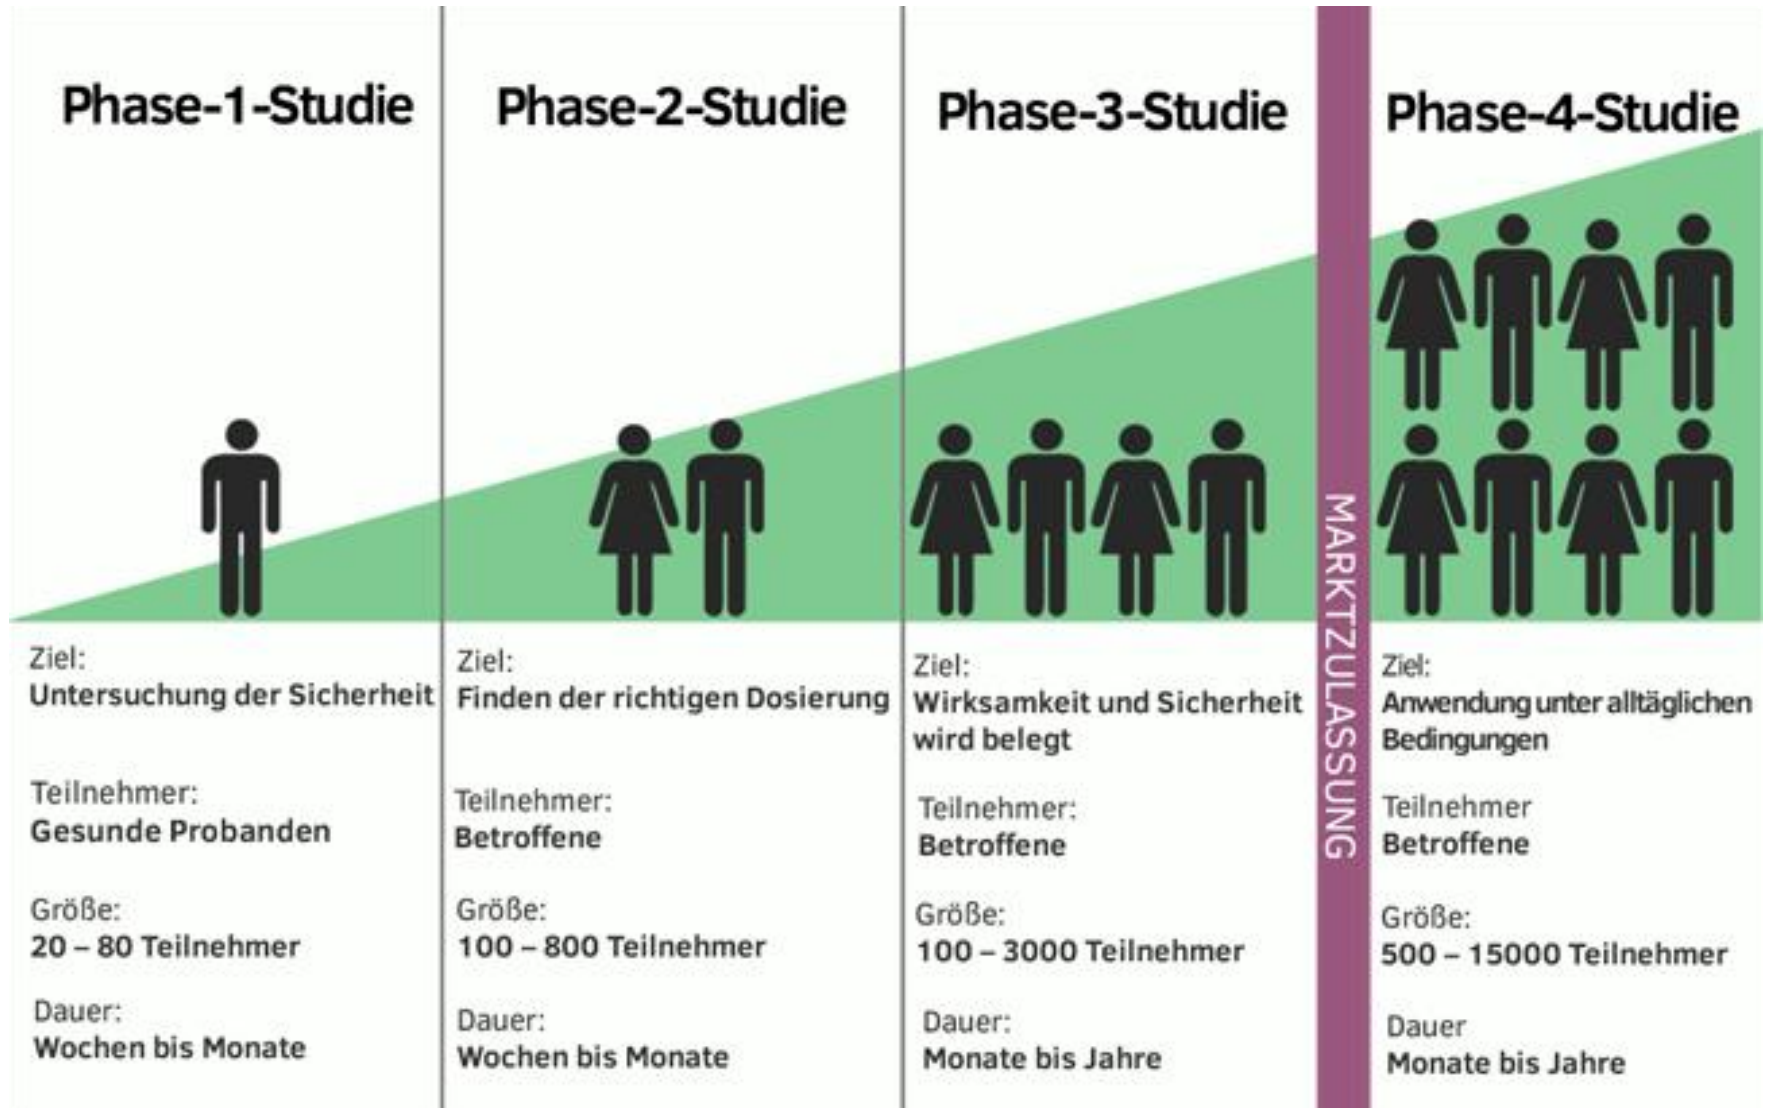 Phase-1-Studie
Ziel:
Untersuchung der Sicherheit
Teilnehmer:
Gesunde Probanden
Größe:
20 – 80 Teilnehmer
Dauer:
Wochen bis Monate
Phase-2-Studie
Ziel:
Finden der richtigen Dosierung
Teilnehmer:
Betroffene
Größe:
100 – 800 Teilnehmer
Dauer:
Wochen bis Monate
Phase-3-Studie
Ziel:
Wirksamkeit und Sicherheit
wird belegt
Teilnehmer:
Betroffene
Größe:
100 – 3000 Teilnehmer
Dauer:
Monate bis Jahre
MARKTZULASSUNG
Phase-4-Studie
Ziel:
Anwendung unter alltäglichen
Bedingungen
Teilnehmer
Betroffene
Größe:
500 – 15000 Teilnehmer
Dauer
Monate bis Jahre